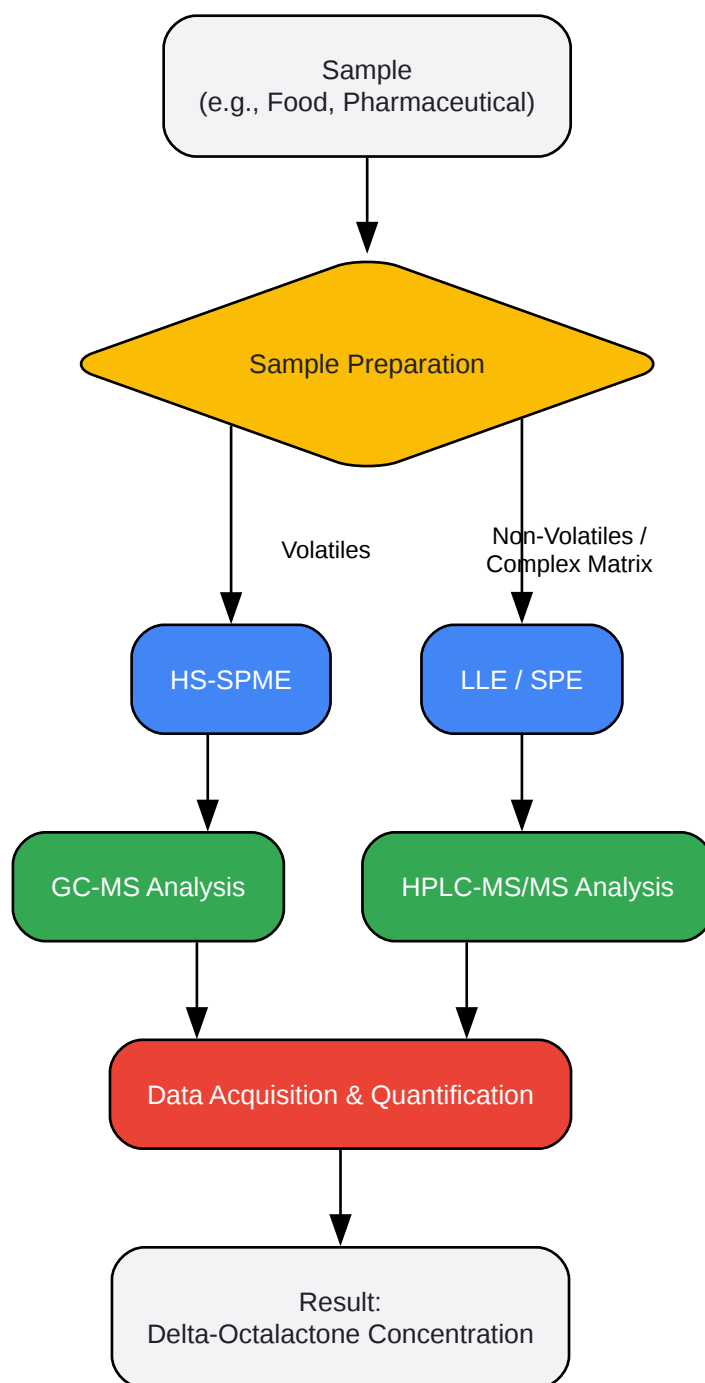 Sample
(e.g., Food, Pharmaceutical)
Sample Preparation
Volatiles
Non-Volatiles /
Complex Matrix
HS-SPME
LLE / SPE
GC-MS Analysis
HPLC-MS/MS Analysis
Data Acquisition & Quantification
Result:
Delta-Octalactone Concentration